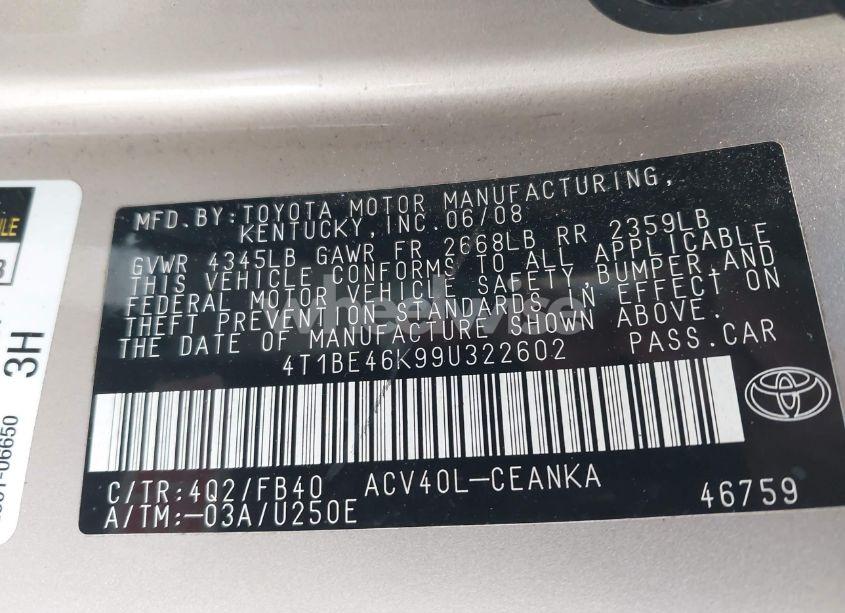 MFD. BY: TOYOTA MOTOR MANUFACTURING,
KENTUCKY, INC. 06/08
GVWR 4345LB GAWR FR 2668LB RR 2359LB
THIS VEHICLE CONFORMS TO ALL APPLICABLE
FEDERAL MOTOR VEHICLE SAFETY, BUMPER AND
THEFT PREVENTION STANDARDS IN EFFECT ON
THE DATE OF MANUFACTURE SHOWN ABOVE.
4T1BE46K99U322602 PASS. CAR
C/TR:4Q2/FB40 ACV40L-CEANKA
A/TM:-03A/U250E 46759
3H
wheelwise